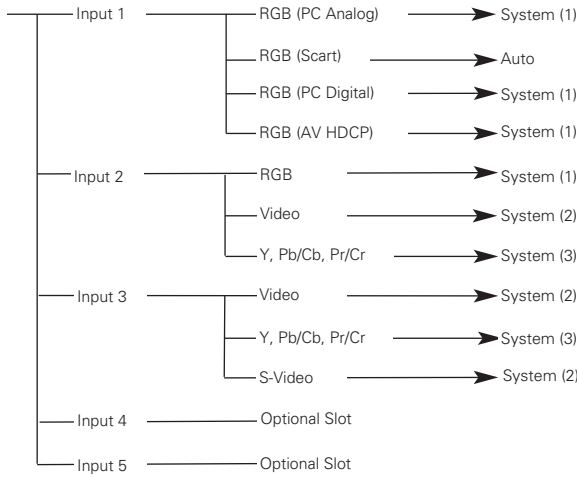 Input 1 RGB (PC Analog) System (1)
RGB (Scart) Auto
RGB (PC Digital) System (1)
RGB (AV HDCP) System (1)
Input 2 RGB System (1)
Video System (2)
Y, Pb/Cb, Pr/Cr System (3)
Input 3 Video System (2)
Y, Pb/Cb, Pr/Cr System (3)
S-Video System (2)
Input 4 Optional Slot
Input 5 Optional Slot